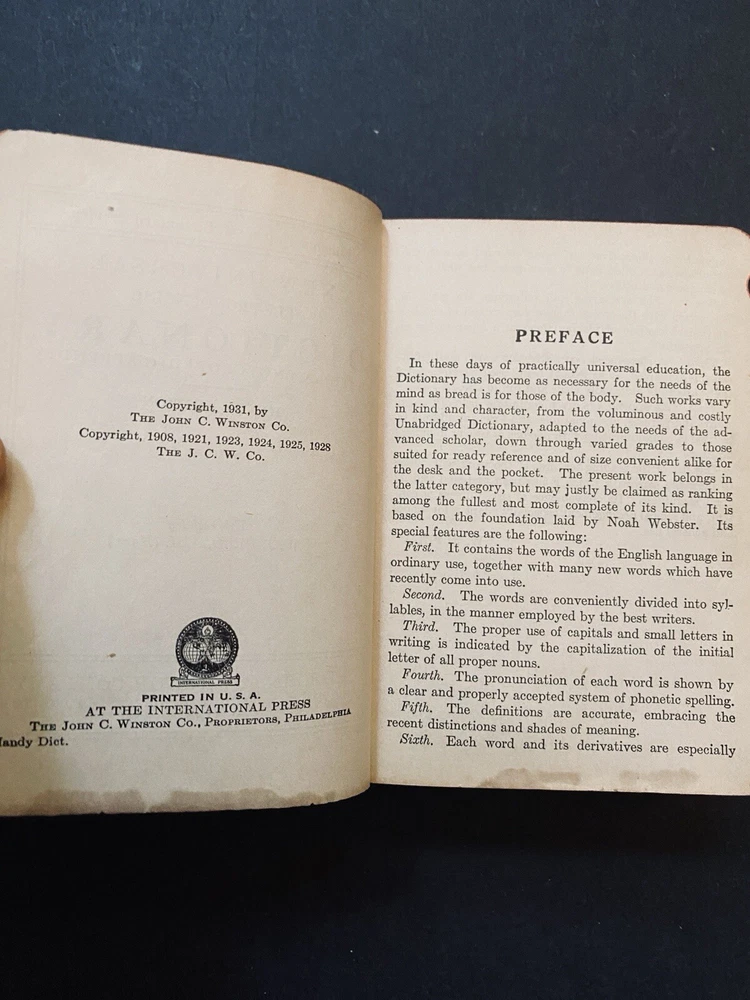 Copyright, 1931, by
THE JOHN C. WINSTON CO.
Copyright, 1908, 1921, 1923, 1924, 1925, 1928
THE J. C. W. CO.
INTERNATIONAL PRESS
PRINTED IN U. S. A.
AT THE INTERNATIONAL PRESS
THE JOHN C. WINSTON CO., PROPRIETORS, PHILADELPHIA
andy Dict.
PREFACE
In these days of practically universal education, the
Dictionary has become as necessary for the needs of the
mind as bread is for those of the body. Such works vary
in kind and character, from the voluminous and costly
Unabridged Dictionary, adapted to the needs of the ad-
vanced scholar, down through varied grades to those
suited for ready reference and of size convenient alike for
the desk and the pocket. The present work belongs in
the latter category, but may justly be claimed as ranking
among the fullest and most complete of its kind. It is
based on the foundation laid by Noah Webster. Its
special features are the following:
First. It contains the words of the English language in
ordinary use, together with many new words which have
recently come into use.
Second. The words are conveniently divided into syl-
lables, in the manner employed by the best writers.
Third. The proper use of capitals and small letters in
writing is indicated by the capitalization of the initial
letter of all proper nouns.
Fourth. The pronunciation of each word is shown by
a clear and properly accepted system of phonetic spelling.
Fifth. The definitions are accurate, embracing the
recent distinctions and shades of meaning.
Sixth. Each word and its derivatives are especially